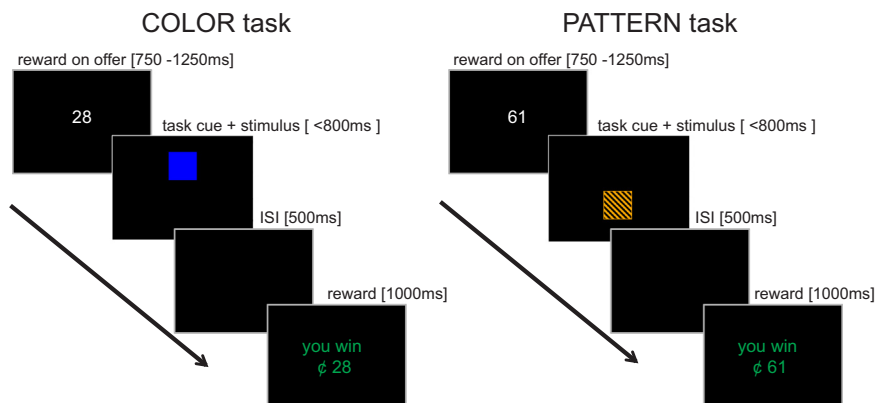 COLOR task
reward on offer [750 -1250ms]
28
task cue + stimulus [ <800ms ]
ISI [500ms]
reward [1000ms]
you win
¢ 28
PATTERN task
reward on offer [750 -1250ms]
61
task cue + stimulus [ <800ms ]
ISI [500ms]
reward [1000ms]
you win
¢ 61